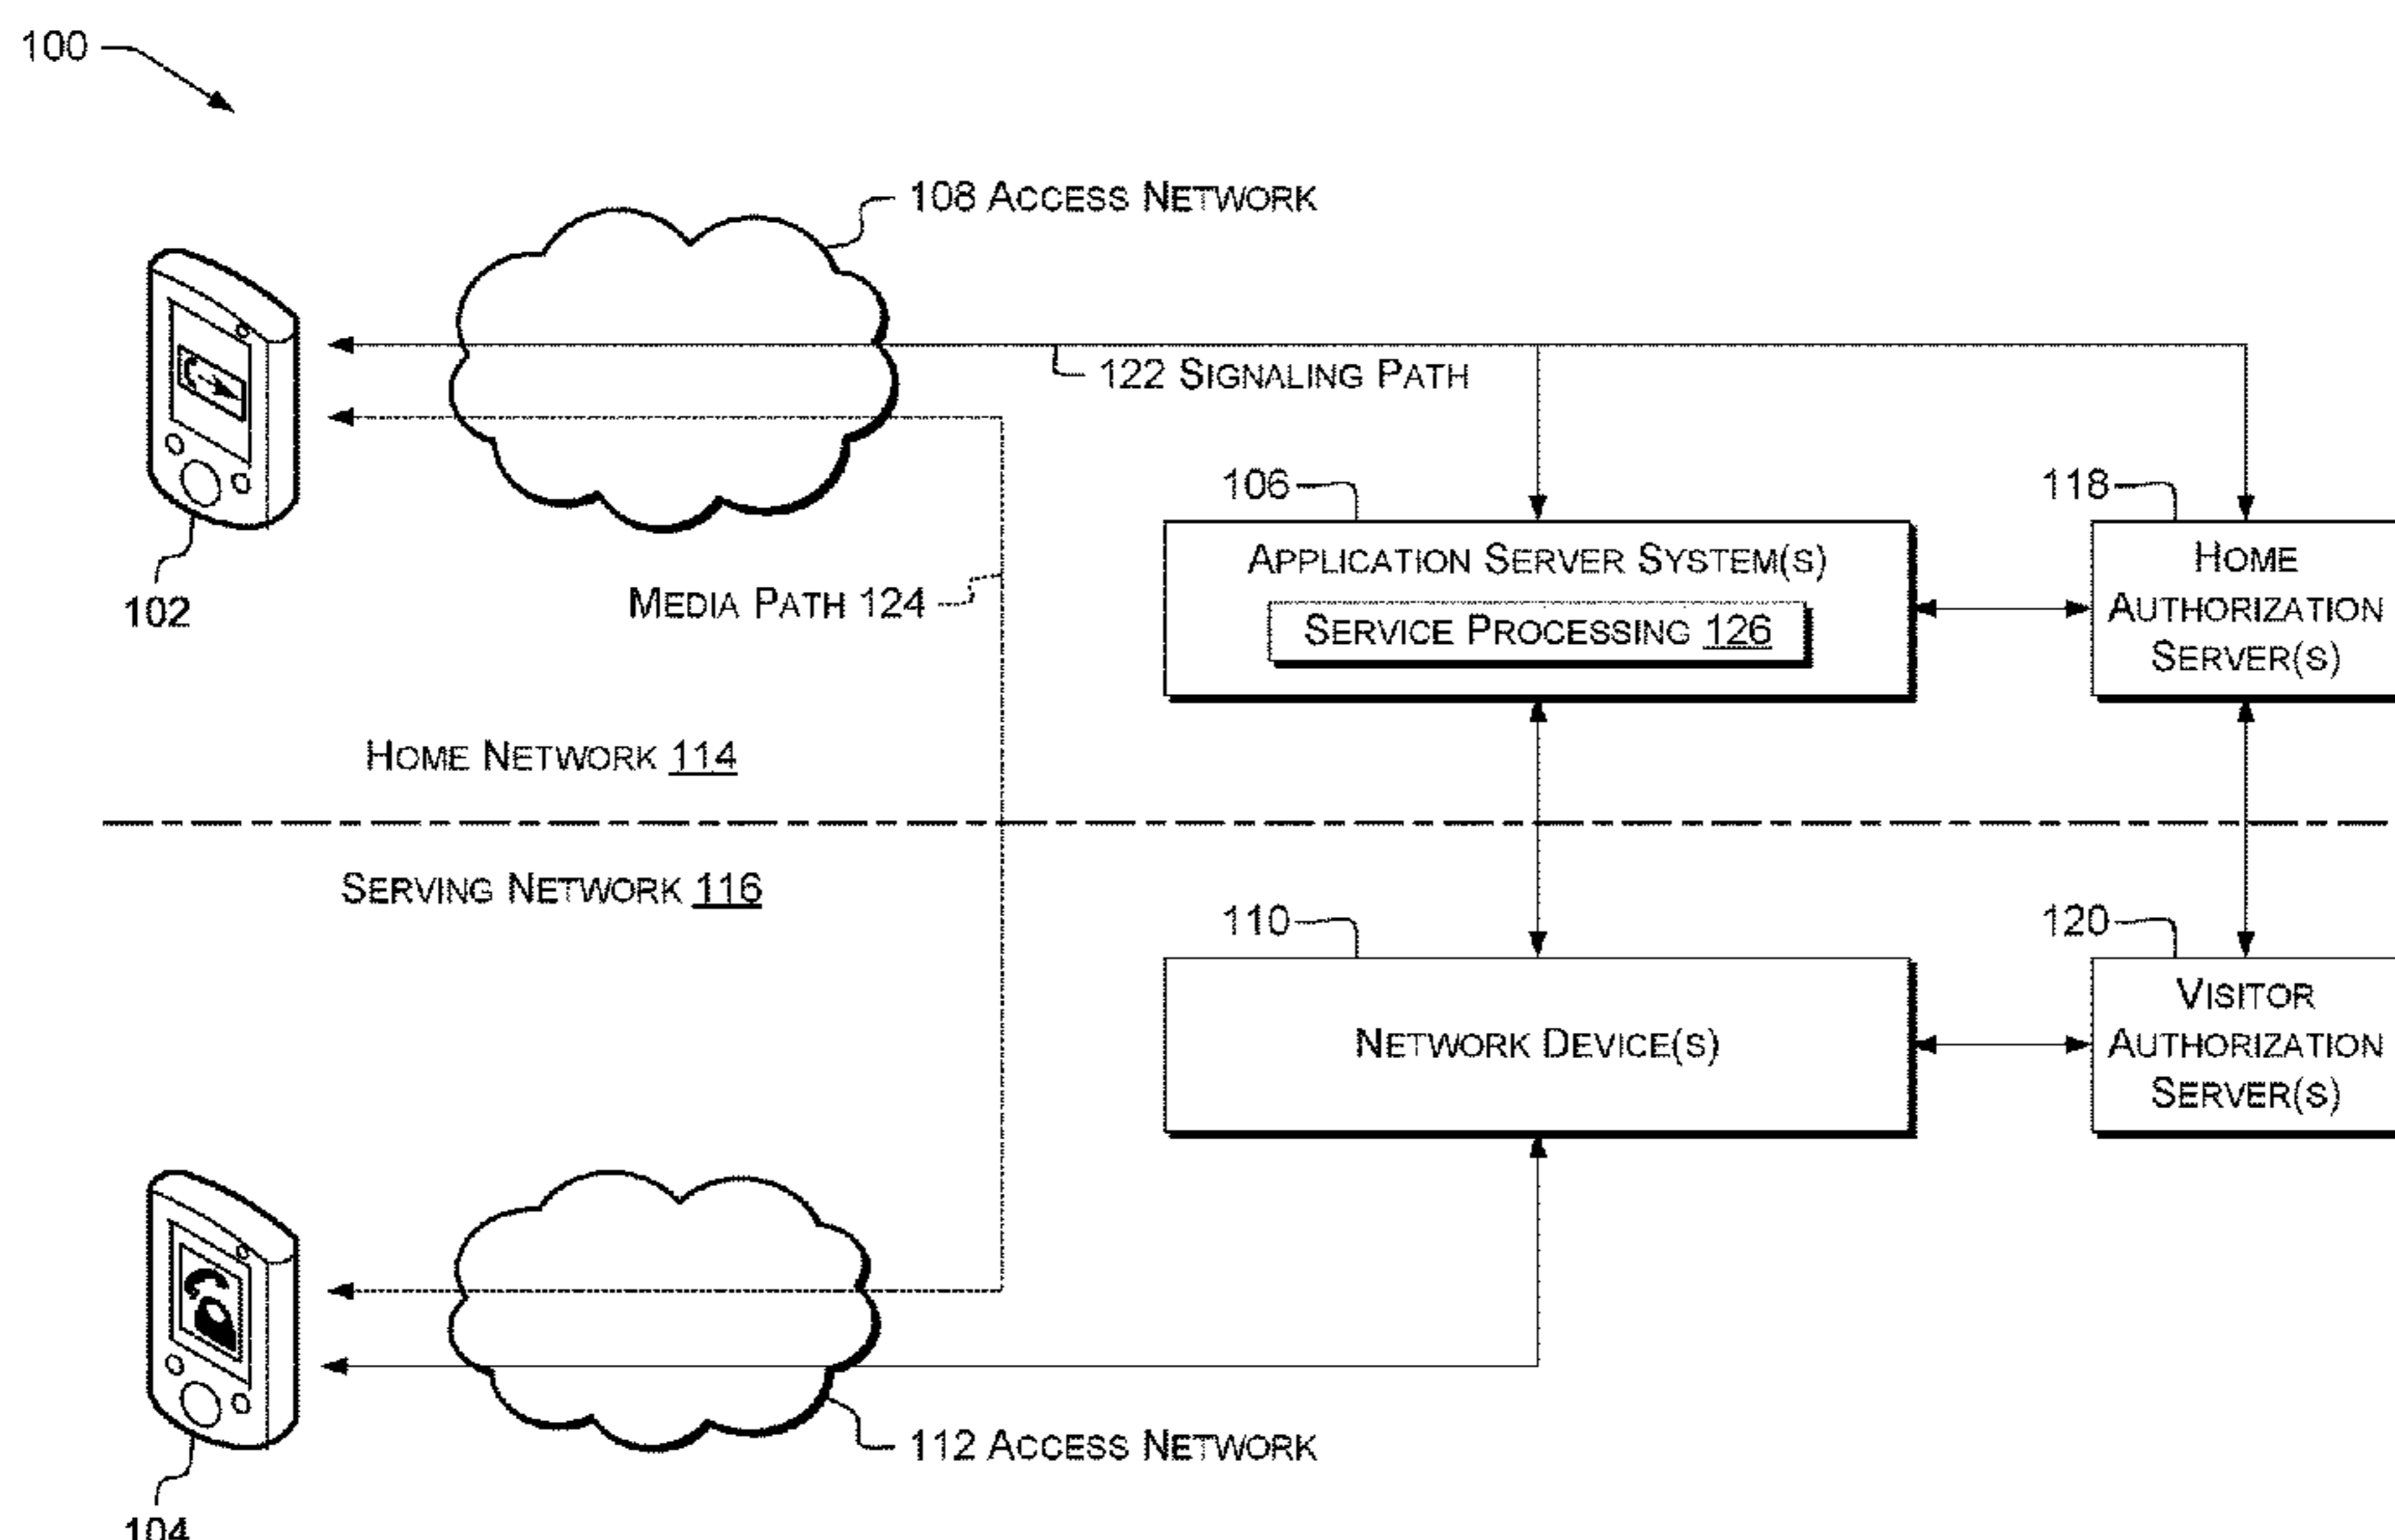 100
108 ACCESS NETWORK
122 SIGNALING PATH
106
118
APPLICATION SERVER SYSTEM(S)
SERVICE PROCESSING 126
HOME
AUTHORIZATION
SERVER(S)
102
MEDIA PATH 124
HOME NETWORK 114
SERVING NETWORK 116
110
120
NETWORK DEVICE(S)
VISITOR
AUTHORIZATION
SERVER(S)
112 ACCESS NETWORK
104